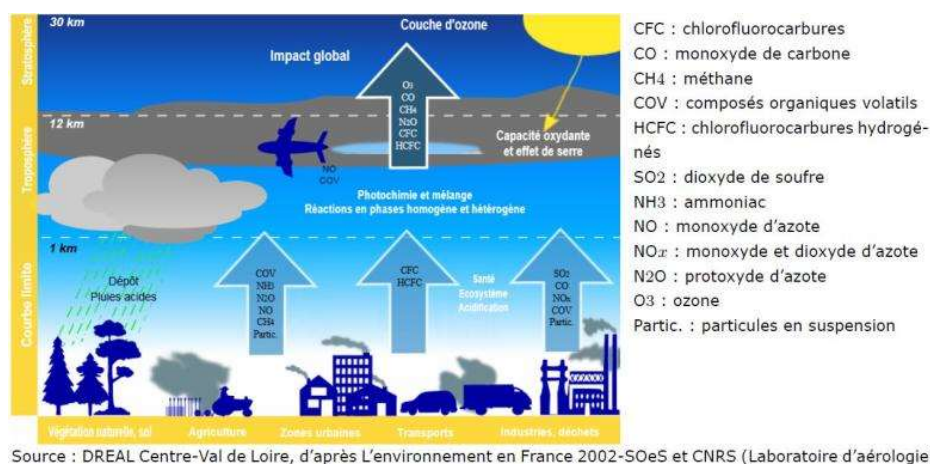 30 km
Couche d'ozone
Stratosphère
Impact global
O3
CO
CH4
N2O
CFC
HCFC
12 km
Capacité oxydante
et effet de serre
Troposphère
NO
COV
Photochimie et mélange
Réactions en phases homogène et hétérogène
1 km
Courbe limite
Dépôt
Pluies acides
COV
NH3
N2O
NO
CH4
Partic.
CFC
HCFC
Santé
Ecosystème
Acidification
SO2
CO
NOx
COV
Partic.
Végétation naturelle, sol
Agriculture
Zones urbaines
Transports
Industries, déchets
CFC : chlorofluorocarbures
CO : monoxyde de carbone
CH4 : méthane
COV : composés organiques volatils
HCFC : chlorofluorocarbures hydrogé-
nés
SO2 : dioxyde de soufre
NH3 : ammoniac
NO : monoxyde d'azote
NOx : monoxyde et dioxyde d'azote
N2O : protoxyde d'azote
O3 : ozone
Partic. : particules en suspension
Source : DREAL Centre-Val de Loire, d'après L'environnement en France 2002-SOeS et CNRS (Laboratoire d'aérologie